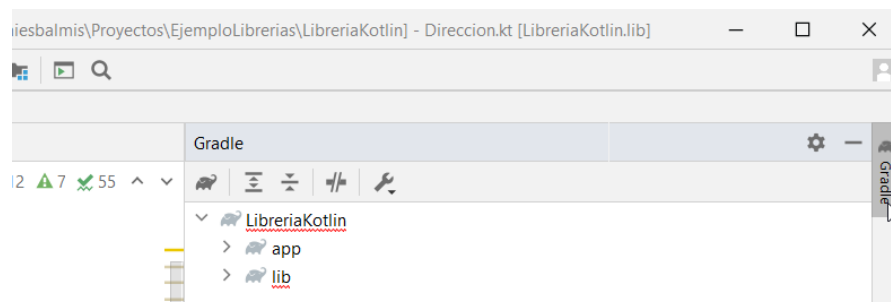 iesbalmis\Proyectos\EjemploLibrerias\LibreriaKotlin] - Direccion.kt [LibreriaKotlin.lib]
Gradle
12 7 55
LibreriaKotlin
app
lib
Gradle